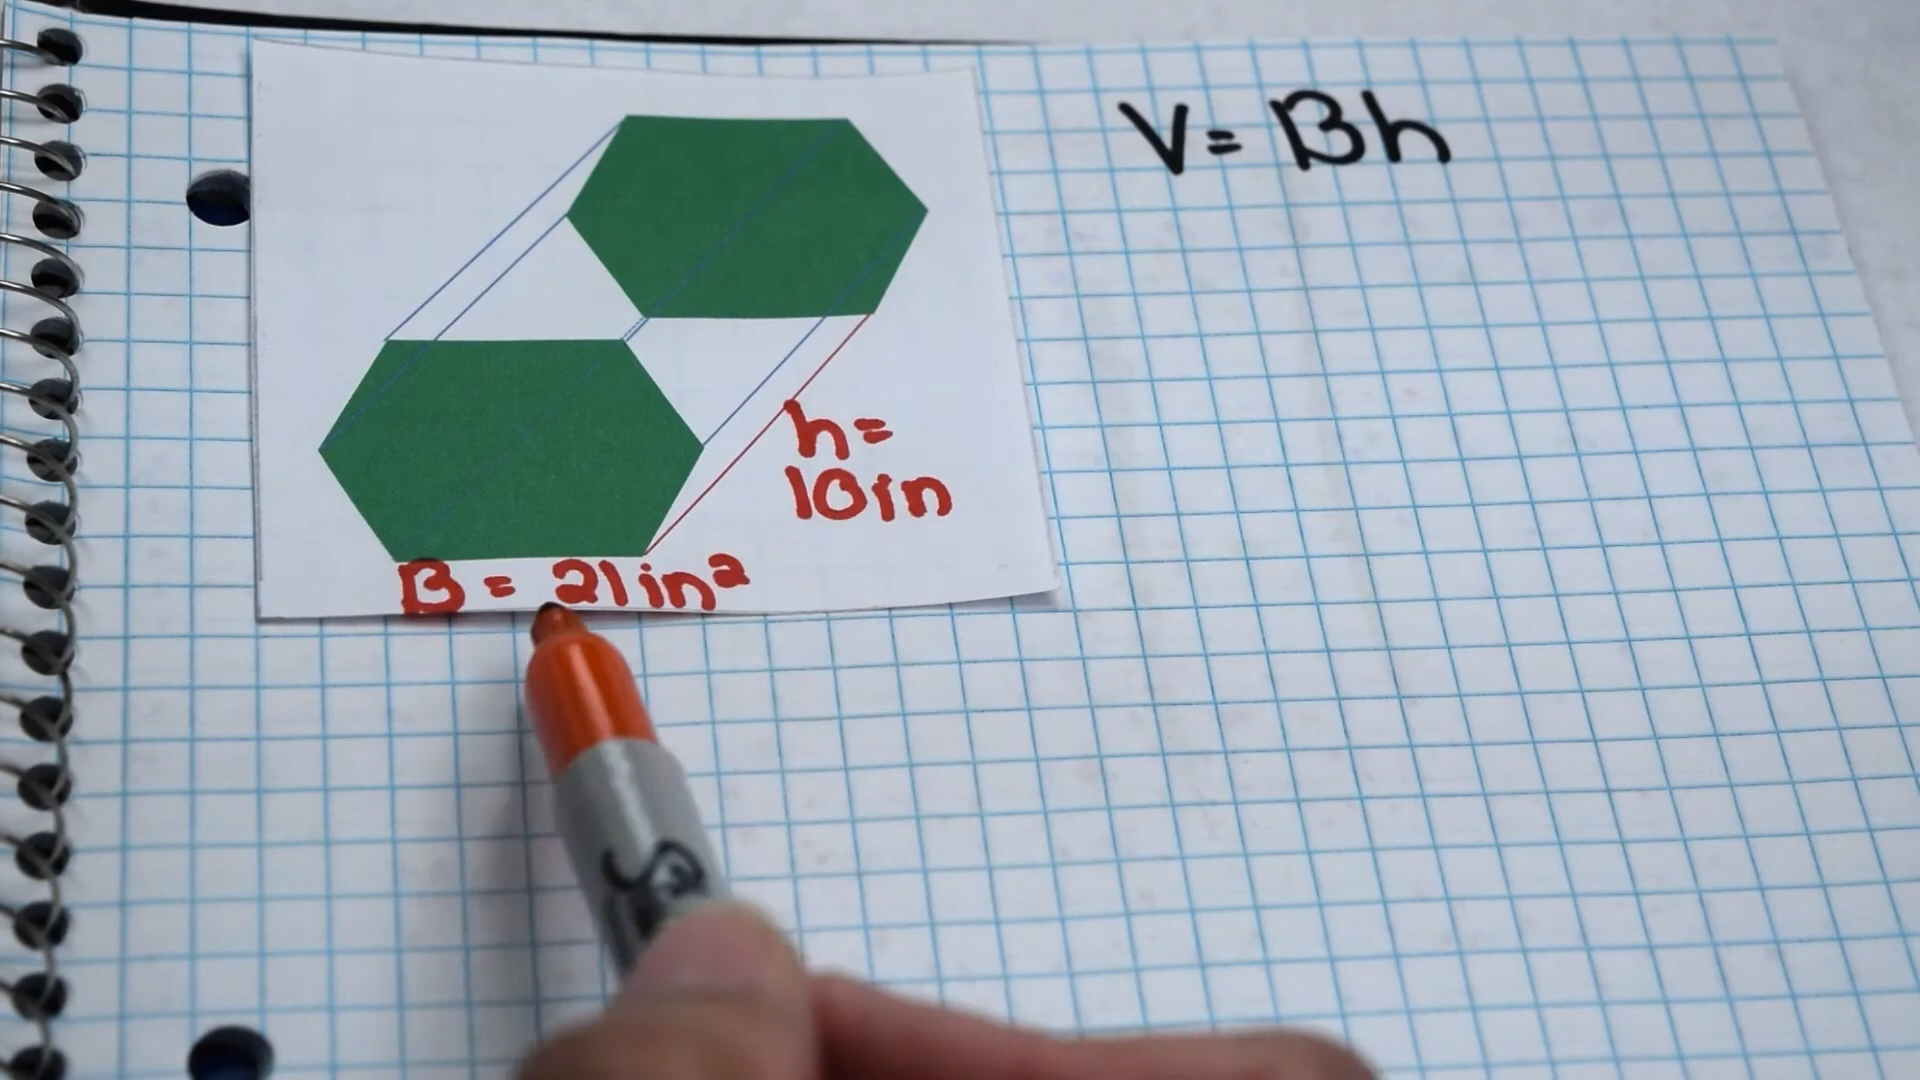 V = Bh
h =
10in
B = 21in²